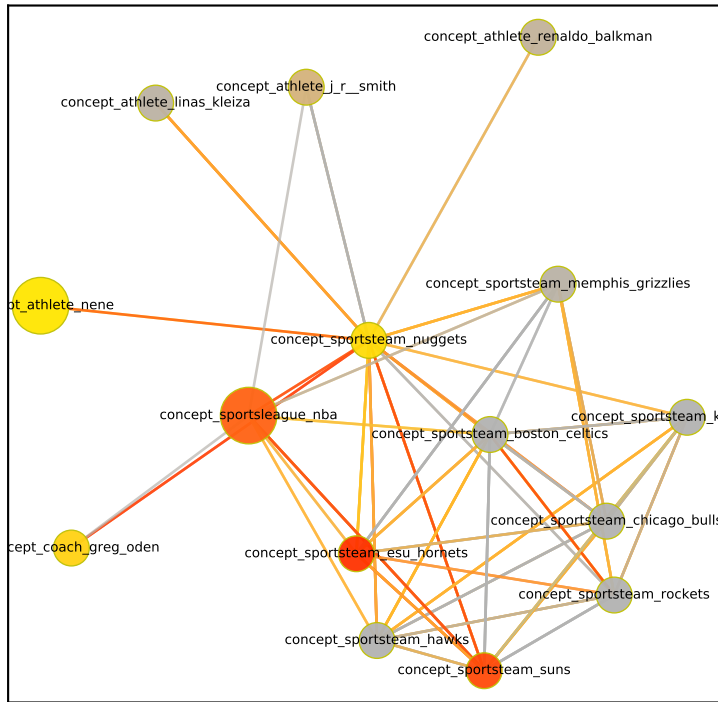 concept_athlete_renaldo_balkman
concept_athlete_j_r__smith
concept_athlete_linas_kleiza
concept_sportsteam_memphis_grizzlies
pt_athlete_nene
concept_sportsteam_nuggets
concept_sportsleague_nba
concept_sportsteam_k
concept_sportsteam_boston_celtics
concept_sportsteam_chicago_bulls
cept_coach_greg_oden
concept_sportsteam_esu_hornets
concept_sportsteam_rockets
concept_sportsteam_hawks
concept_sportsteam_suns